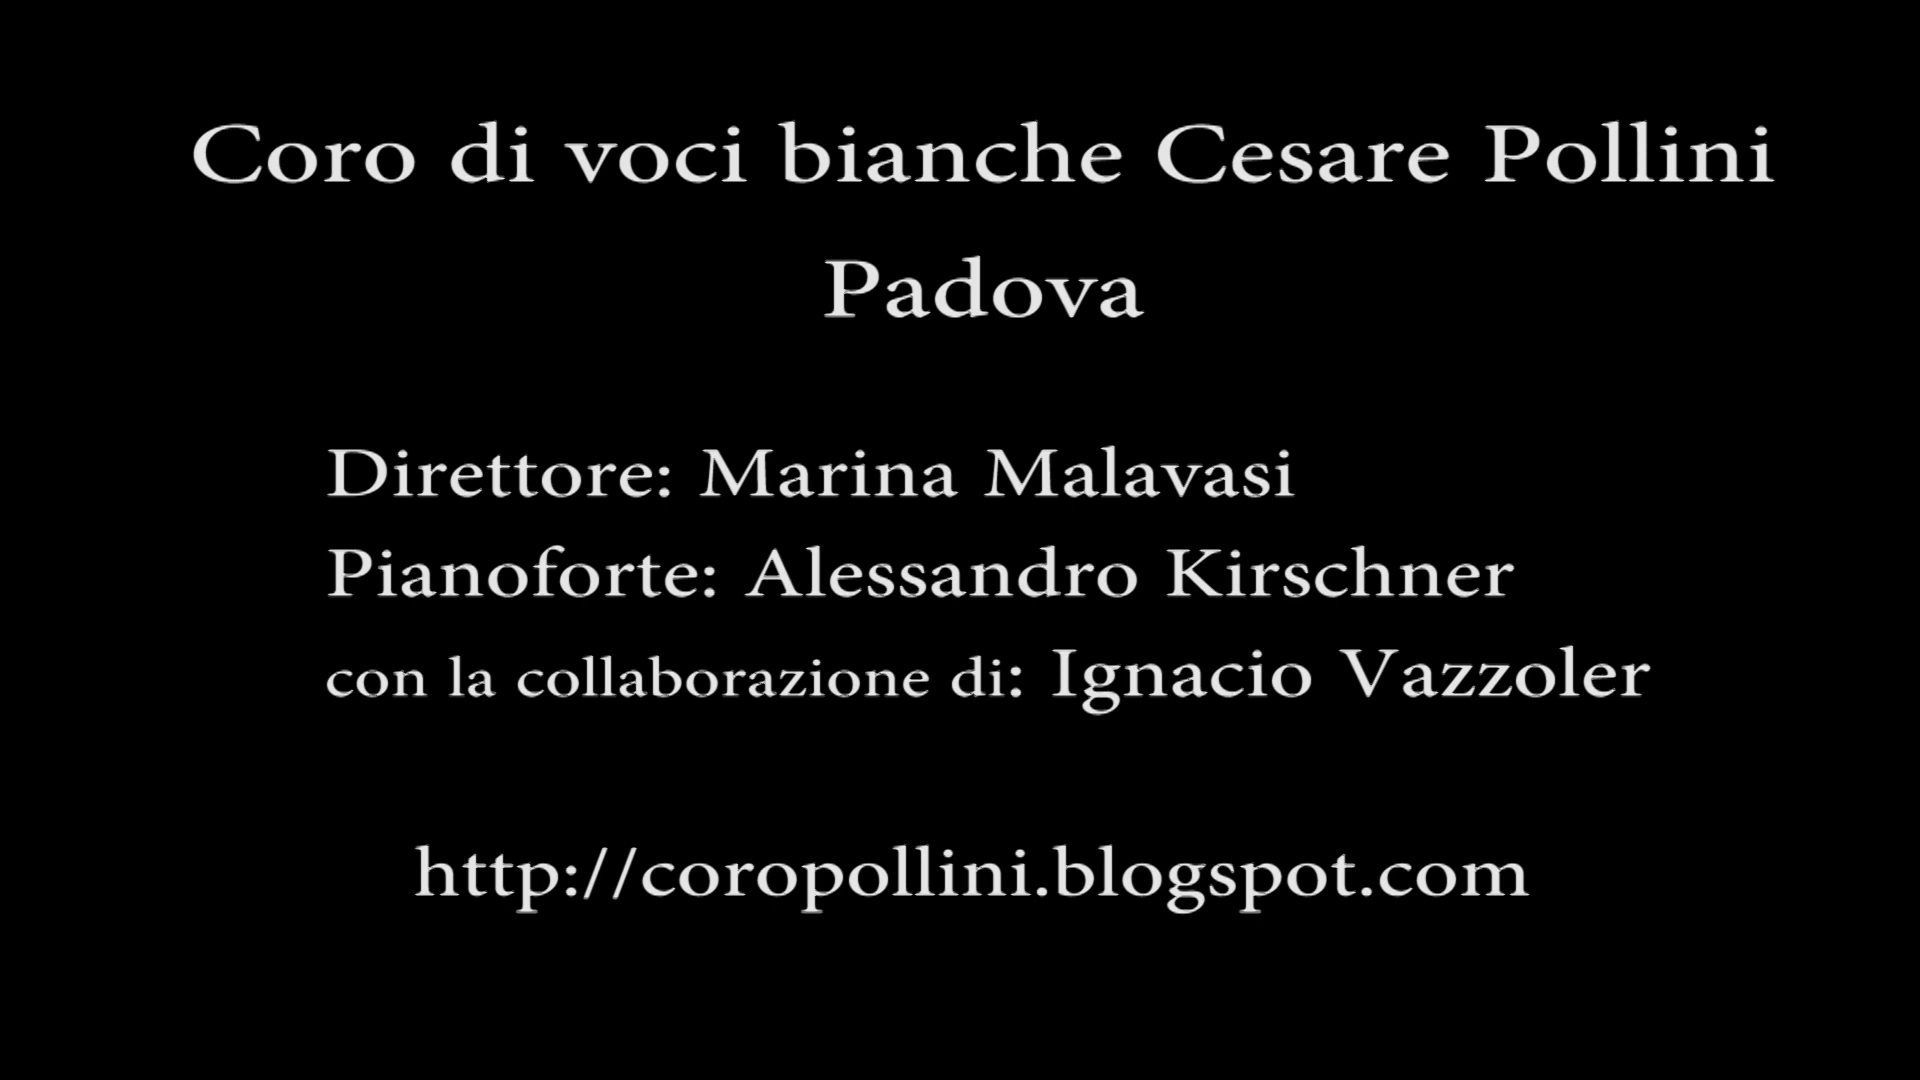 Coro di voci bianche Cesare Pollini
Padova
Direttore: Marina Malavasi
Pianoforte: Alessandro Kirschner
con la collaborazione di: Ignacio Vazzoler
http://coropollini.blogspot.com